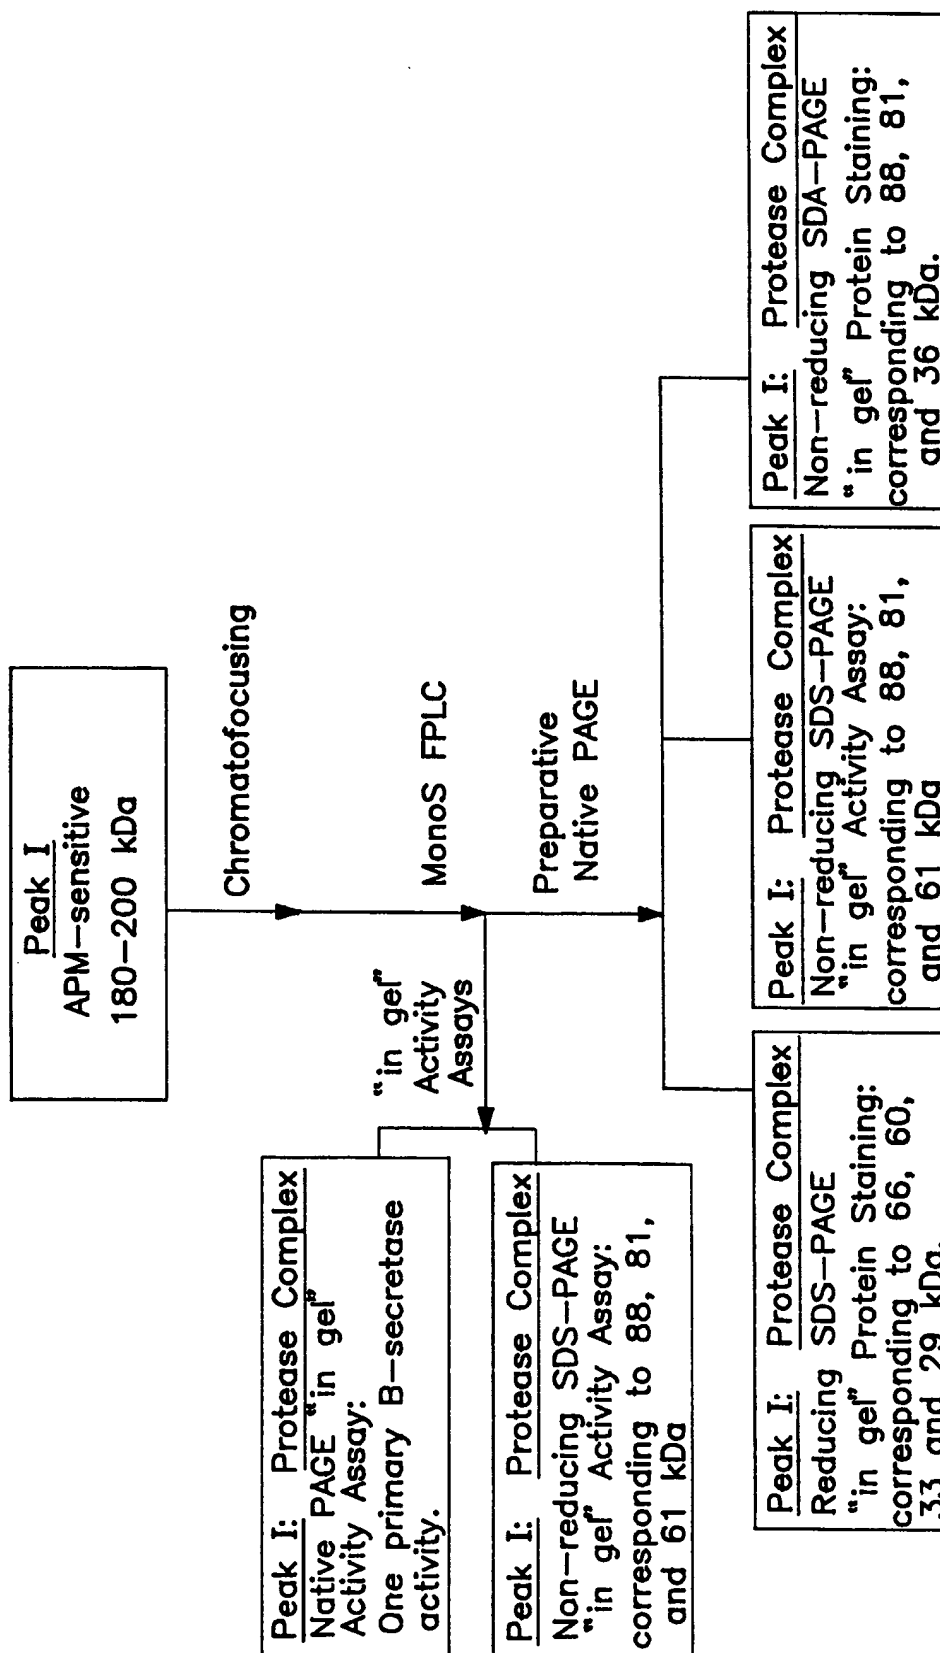 Peak I
APM-sensitive
180-200 kDa
Chromatofocusing
MonoS FPLC
"in gel"
Activity
Assays
Preparative
Native PAGE
Peak I: Protease Complex
Native PAGE "in gel"
Activity Assay:
One primary B-secretase
activity.
Peak I: Protease Complex
Non-reducing SDS-PAGE
"in gel" Activity Assay:
corresponding to 88, 81,
and 61 kDa
Peak I: Protease Complex
Reducing SDS-PAGE
"in gel" Protein Staining:
corresponding to 66, 60,
33 and 29 kDa.
Peak I: Protease Complex
Non-reducing SDS-PAGE
"in gel" Activity Assay:
corresponding to 88, 81,
and 61 kDa
Peak I: Protease Complex
Non-reducing SDA-PAGE
"in gel" Protein Staining:
corresponding to 88, 81,
and 36 kDa.